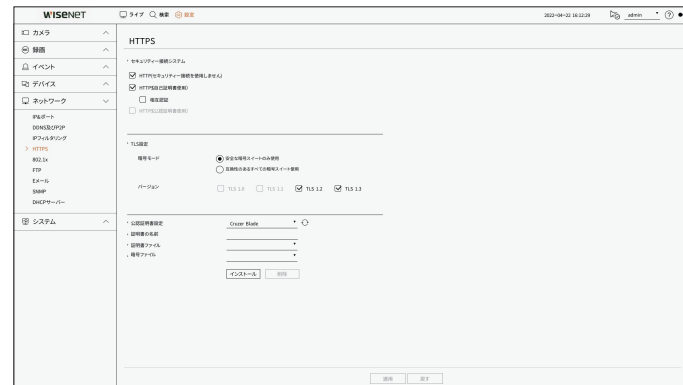 WISENET
ライブ 検索 設定
2022-04-22 16:12:29 admin ?
カメラ
録画
イベント
デバイス
ネットワーク
IP&ポート
DDNS及びP2P
IPフィルタリング
> HTTPS
802.1x
FTP
Eメール
SNMP
DHCPサーバー
システム
HTTPS
セキュリティー接続システム
HTTP(セキュリティー接続を使用しません)
HTTPS(自己証明書使用)
相互認証
HTTPS(公認証明書使用)
TLS設定
暗号モード 安全な暗号スイートのみ使用
互換性のあるすべての暗号スイート使用
バージョン TLS 1.0 TLS 1.1 TLS 1.2 TLS 1.3
公認証明書設定 Cruzer Blade
証明書の名前
証明書ファイル
暗号ファイル
インストール 削除
適用 戻す